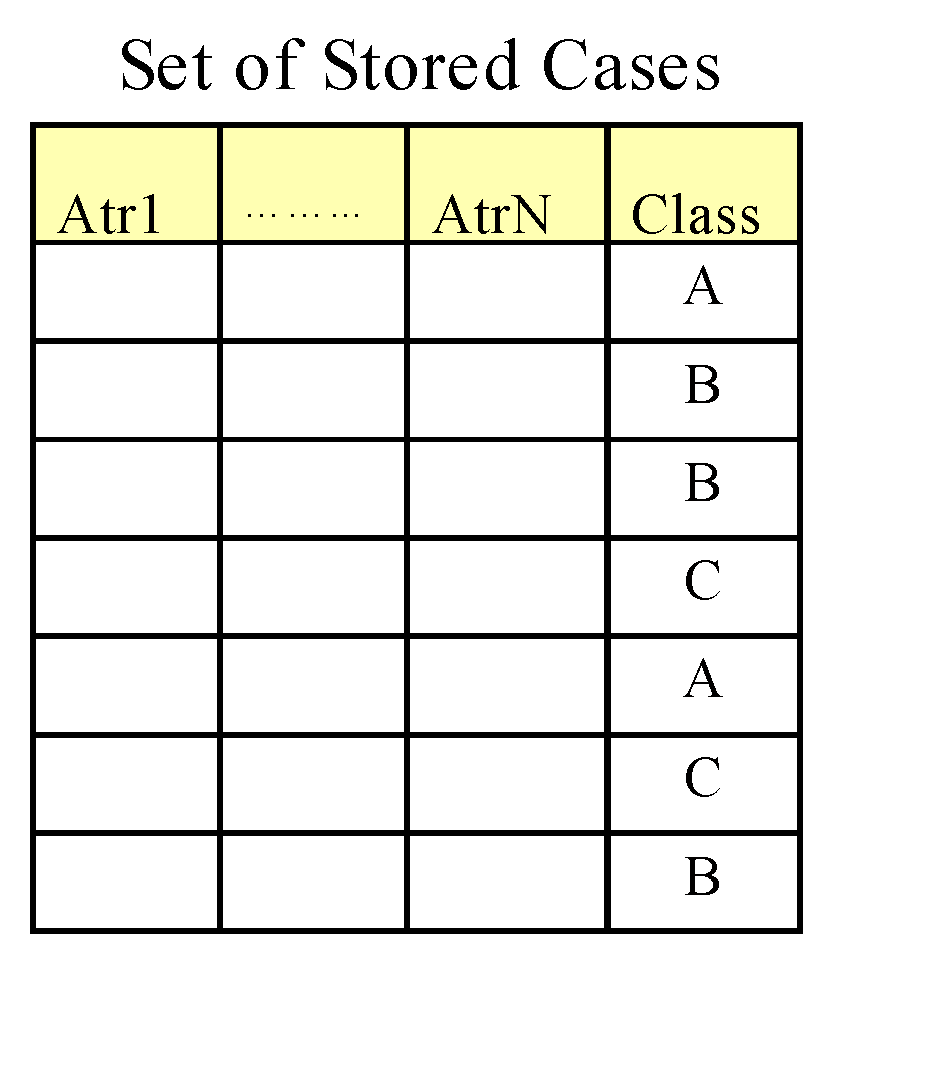 Set of Stored Cases
Atr1 ……… AtrN Class
A
B
B
C
A
C
B